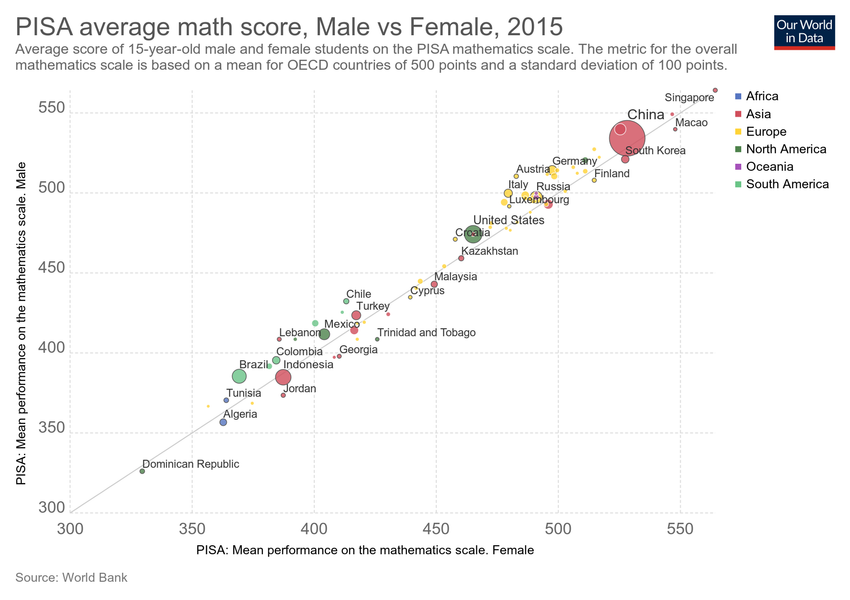 PISA average math score, Male vs Female, 2015
Our World
in Data
Average score of 15-year-old male and female students on the PISA mathematics scale. The metric for the overall
mathematics scale is based on a mean for OECD countries of 500 points and a standard deviation of 100 points.
PISA: Mean performance on the mathematics scale. Male
550
500
450
400
350
300
Singapore
China
Macao
South Korea
Austria
Germany
Finland
Italy
Russia
Luxembourg
United States
Croatia
Kazakhstan
Malaysia
Cyprus
Chile
Turkey
Mexico
Lebanon
Trinidad and Tobago
Colombia
Georgia
Brazil
Indonesia
Tunisia
Jordan
Algeria
Dominican Republic
Africa
Asia
Europe
North America
Oceania
South America
300
350
400
450
500
550
PISA: Mean performance on the mathematics scale. Female
Source: World Bank